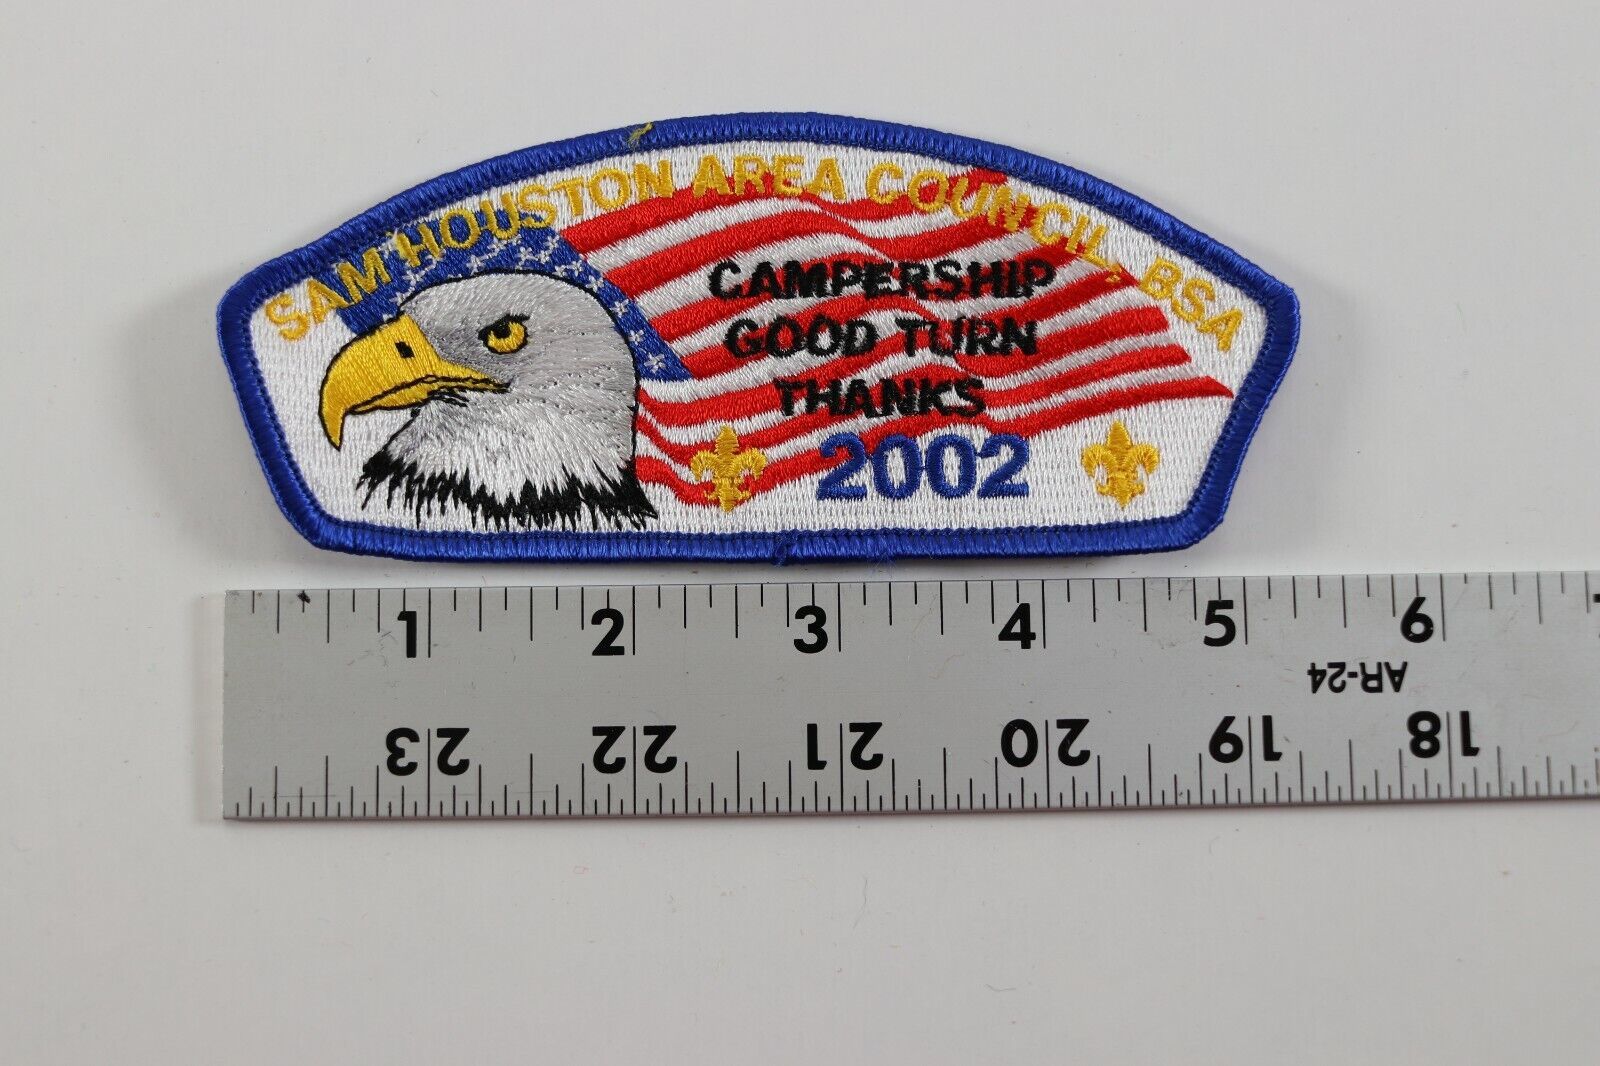 SAM HOUSTON AREA COUNCIL, BSA
CAMPERSHIP
GOOD TURN
THANKS
2002
1 2 3 4 5 6
AR-24
23 22 21 20 19 18